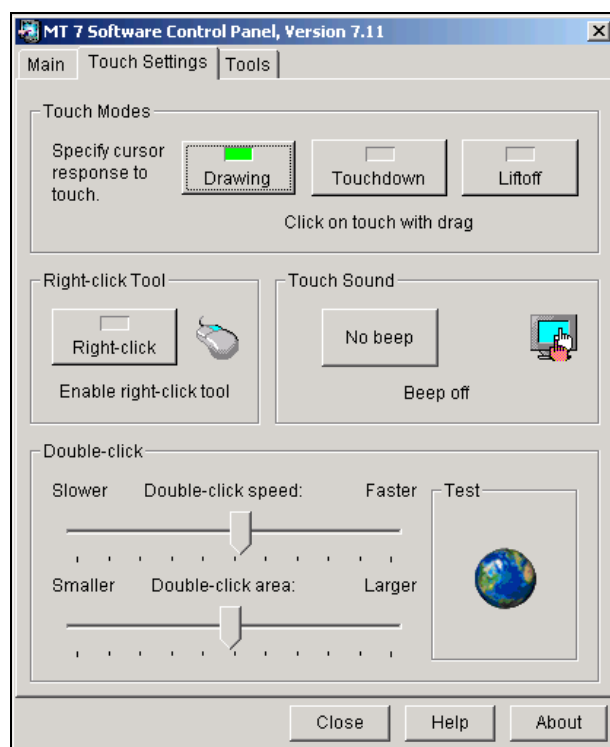 MT 7 Software Control Panel, Version 7.11
Main Touch Settings Tools
Touch Modes
Specify cursor
response to
touch.
Drawing Touchdown Liftoff
Click on touch with drag
Right-click Tool
Right-click
Enable right-click tool
Touch Sound
No beep
Beep off
Double-click
Slower Double-click speed: Faster
Smaller Double-click area: Larger
Test
Close Help About